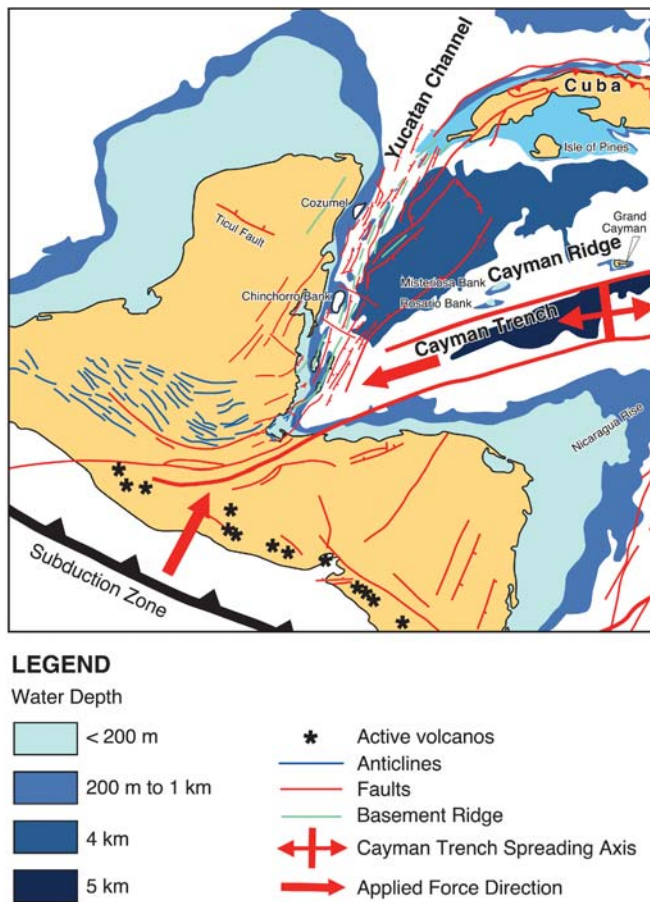 Yucatan Channel
Cuba
Isle of Pines
Cozumel
Grand
Cayman
Ticul Fault
Cayman Ridge
Misteriosa Bank
Chinchorro Bank
Rosario Bank
Cayman Trench
Nicaragua Rise
Subduction Zone
LEGEND
Water Depth
< 200 m
200 m to 1 km
4 km
5 km
Active volcanos
Anticlines
Faults
Basement Ridge
Cayman Trench Spreading Axis
Applied Force Direction